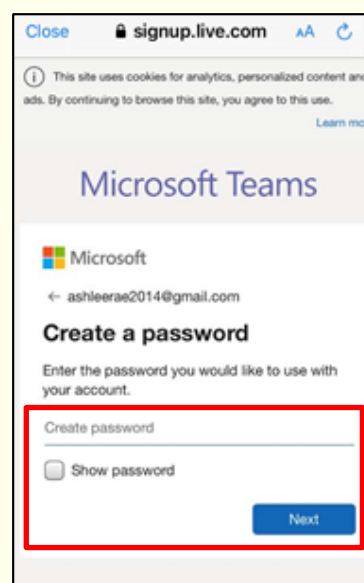 Close signup.live.com AA
This site uses cookies for analytics, personalized content and
ads. By continuing to browse this site, you agree to this use.
Learn mo
Microsoft Teams
Microsoft
← ashleerae2014@gmail.com
Create a password
Enter the password you would like to use with
your account.
Create password
Show password
Next